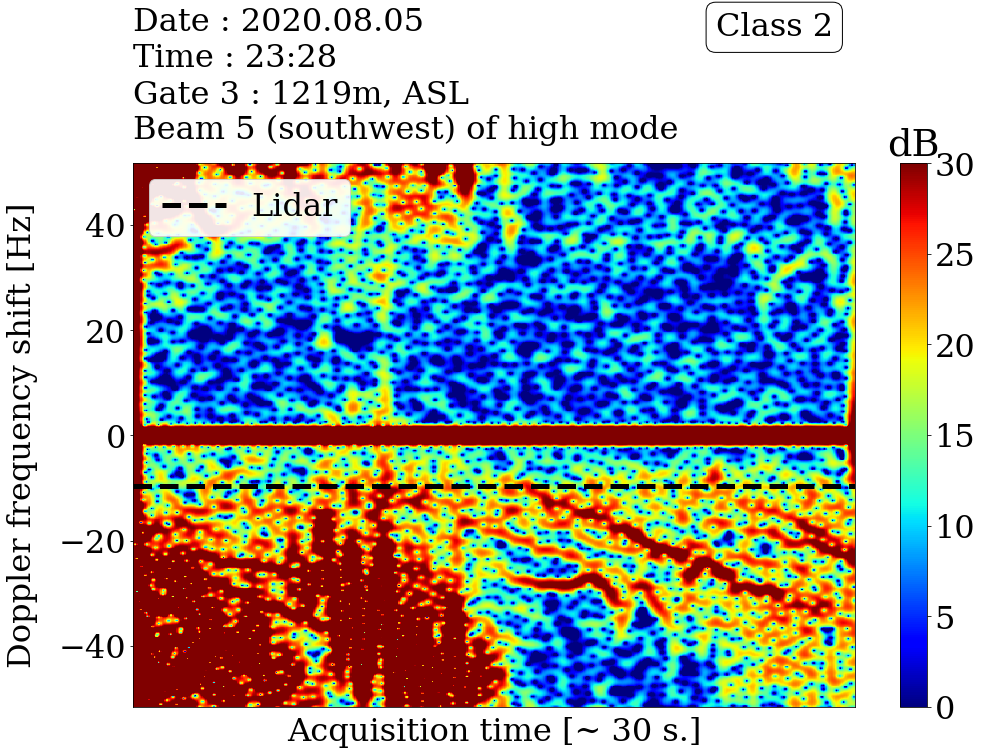 Date : 2020.08.05
Time : 23:28
Gate 3 : 1219m, ASL
Beam 5 (southwest) of high mode
Class 2
dB
Lidar
Doppler frequency shift [Hz]
40
20
0
−20
−40
Acquisition time [~ 30 s.]
30
25
20
15
10
5
0